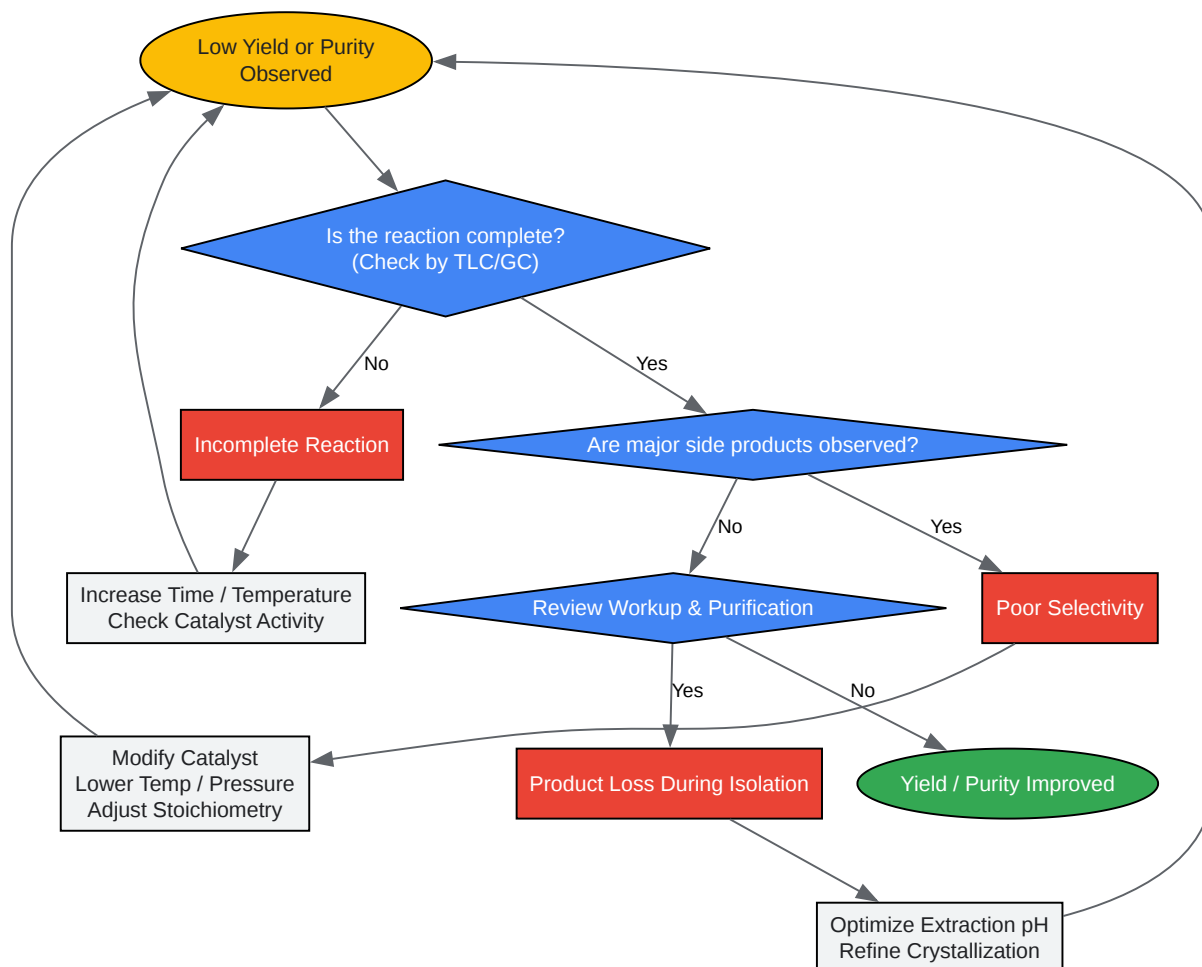 Low Yield or Purity
Observed
Is the reaction complete?
(Check by TLC/GC)
No
Yes
Incomplete Reaction
Are major side products observed?
No
Yes
Increase Time / Temperature
Check Catalyst Activity
Review Workup & Purification
Poor Selectivity
Yes
No
Modify Catalyst
Lower Temp / Pressure
Adjust Stoichiometry
Product Loss During Isolation
Yield / Purity Improved
Optimize Extraction pH
Refine Crystallization